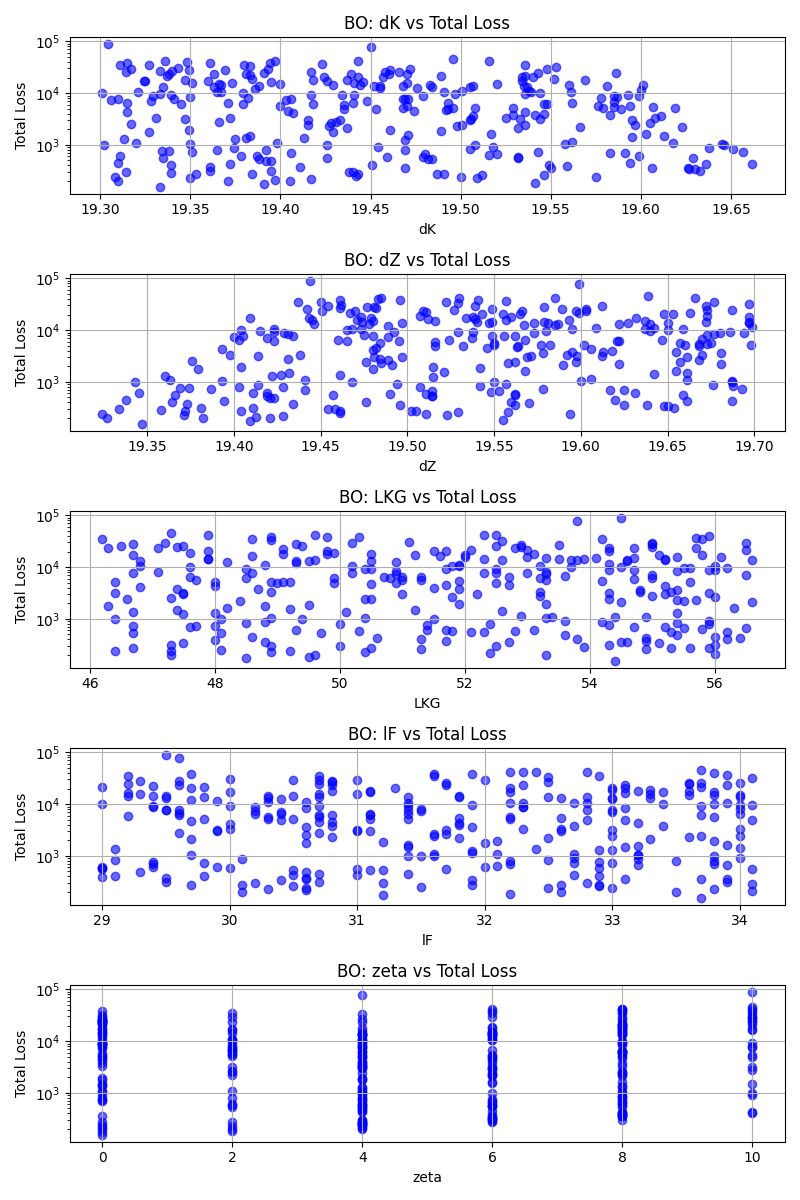 BO: dK vs Total Loss
Total Loss
10^5
10^4
10^3
19.30 19.35 19.40 19.45 19.50 19.55 19.60 19.65
dK
BO: dZ vs Total Loss
Total Loss
10^5
10^4
10^3
19.35 19.40 19.45 19.50 19.55 19.60 19.65 19.70
dZ
BO: LKG vs Total Loss
Total Loss
10^5
10^4
10^3
46 48 50 52 54 56
LKG
BO: lF vs Total Loss
Total Loss
10^5
10^4
10^3
29 30 31 32 33 34
lF
BO: zeta vs Total Loss
Total Loss
10^5
10^4
10^3
0 2 4 6 8 10
zeta